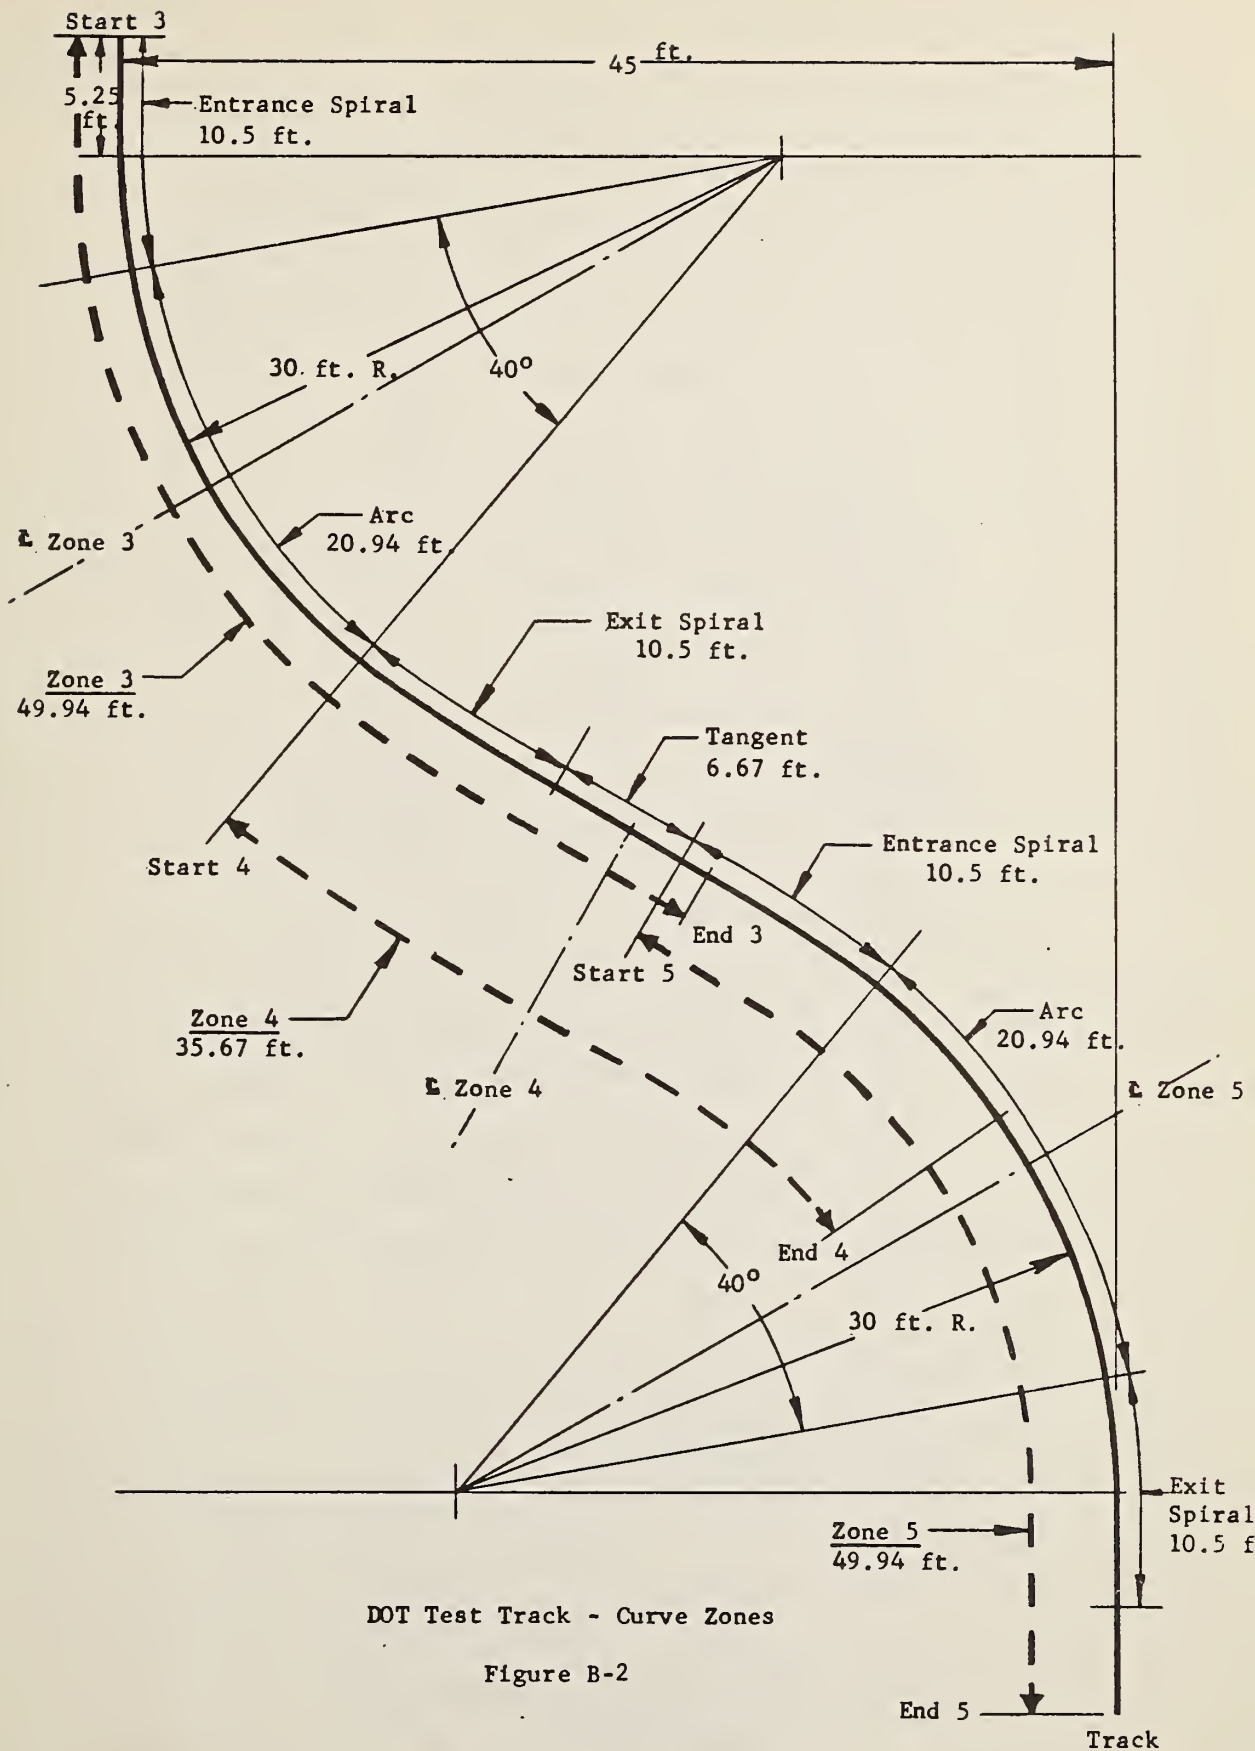 Start 3
45 ft.
5.25
ft.
Entrance Spiral
10.5 ft.
30 ft. R.
40°
℄ Zone 3
Arc
20.94 ft.
Exit Spiral
10.5 ft.
Zone 3
49.94 ft.
Tangent
6.67 ft.
Start 4
Entrance Spiral
10.5 ft.
End 3
Start 5
Zone 4
35.67 ft.
Arc
20.94 ft.
℄ Zone 4
℄ Zone 5
End 4
40°
30 ft. R.
Exit
Spiral
10.5 f
Zone 5
49.94 ft.
DOT Test Track - Curve Zones
Figure B-2
End 5
Track